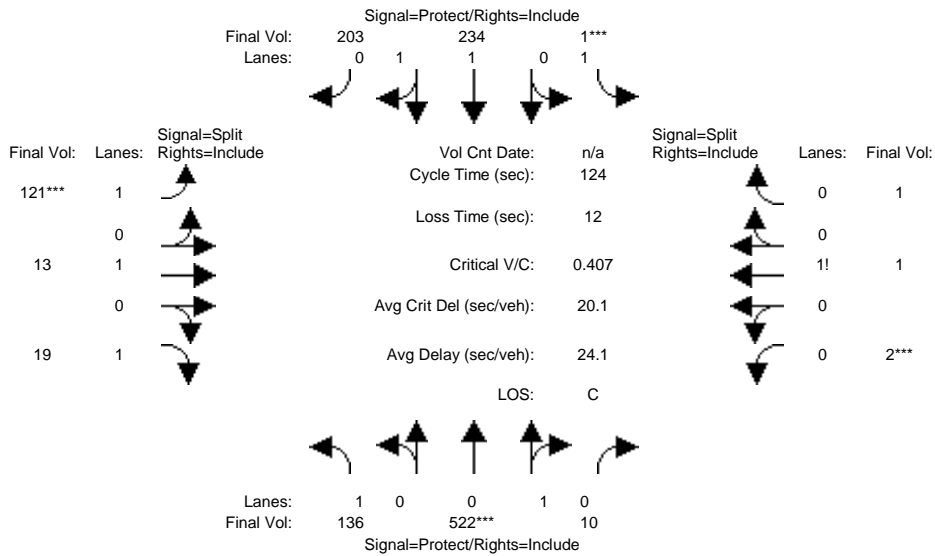 Signal=Protect/Rights=Include
Final Vol: 203 234 1***
Lanes: 0 1 1 0 1
Signal=Split
Final Vol: Lanes: Rights=Include
Vol Cnt Date: n/a
Signal=Split
Rights=Include Lanes: Final Vol:
Cycle Time (sec): 124
121*** 1
0 1
Loss Time (sec): 12
0
0
13 1
Critical V/C: 0.407
1! 1
0
Avg Crit Del (sec/veh): 20.1
0
19 1
Avg Delay (sec/veh): 24.1
0 2***
LOS: C
Lanes: 1 0 0 1 0
Final Vol: 136 522*** 10
Signal=Protect/Rights=Include